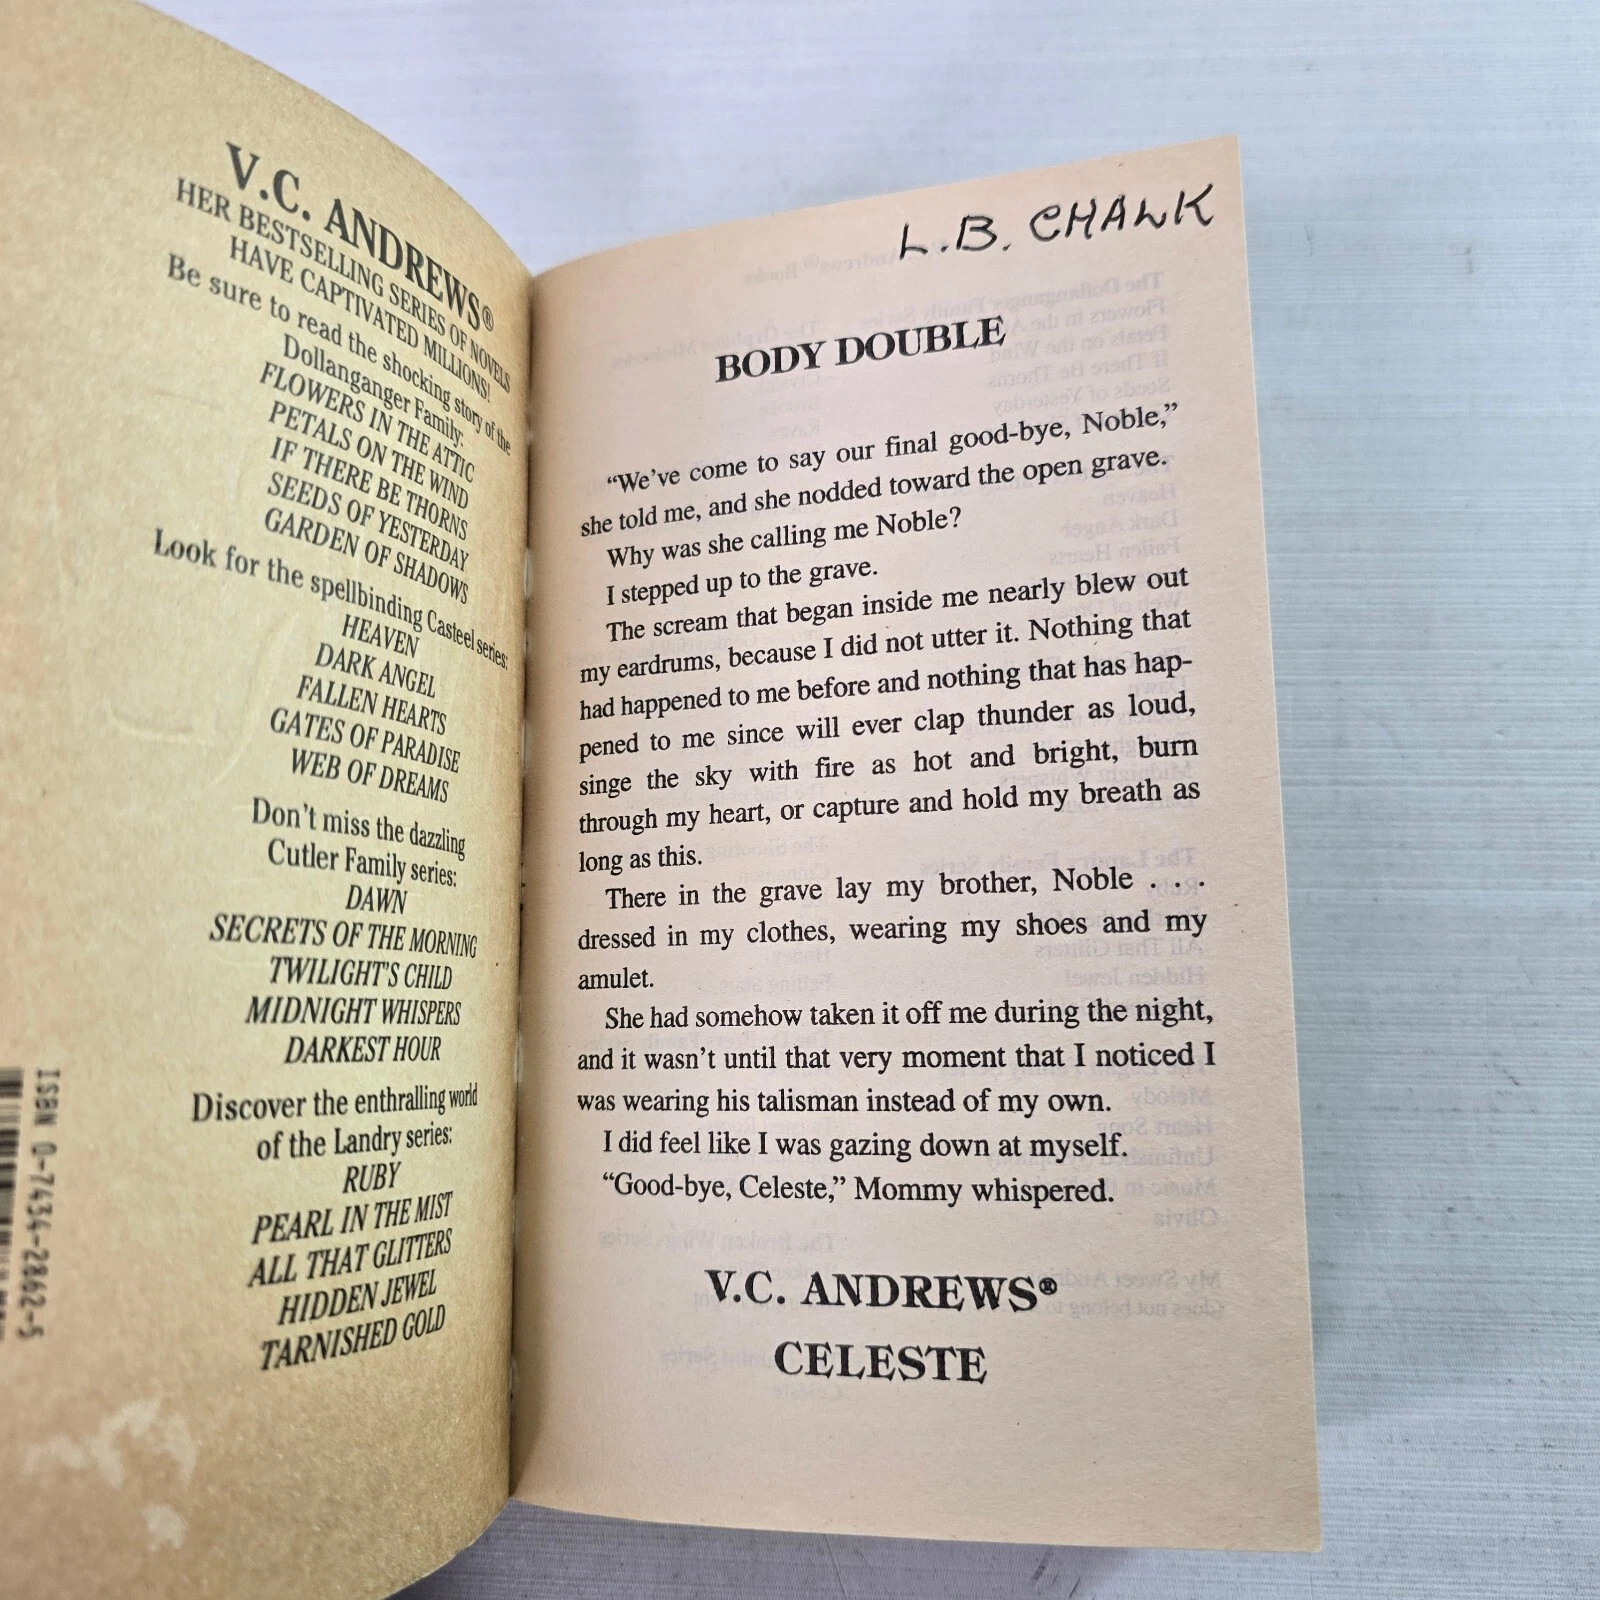 V.C. ANDREWS®
HER BESTSELLING SERIES OF NOVELS
HAVE CAPTIVATED MILLIONS!
Be sure to read the shocking story of the
Dollanganger Family:
FLOWERS IN THE ATTIC
PETALS ON THE WIND
IF THERE BE THORNS
SEEDS OF YESTERDAY
GARDEN OF SHADOWS
Look for the spellbinding Casteel series:
HEAVEN
DARK ANGEL
FALLEN HEARTS
GATES OF PARADISE
WEB OF DREAMS
Don't miss the dazzling
Cutler Family series:
DAWN
SECRETS OF THE MORNING
TWILIGHT'S CHILD
MIDNIGHT WHISPERS
DARKEST HOUR
Discover the enthralling world
of the Landry series:
RUBY
PEARL IN THE MIST
ALL THAT GLITTERS
HIDDEN JEWEL
TARNISHED GOLD
ISBN 0-7434-2862-5
L.B. CHALK
BODY DOUBLE
“We’ve come to say our final good-bye, Noble,”
she told me, and she nodded toward the open grave.
Why was she calling me Noble?
I stepped up to the grave.
The scream that began inside me nearly blew out
my eardrums, because I did not utter it. Nothing that
had happened to me before and nothing that has hap-
pened to me since will ever clap thunder as loud,
singe the sky with fire as hot and bright, burn
through my heart, or capture and hold my breath as
long as this.
There in the grave lay my brother, Noble . . .
dressed in my clothes, wearing my shoes and my
amulet.
She had somehow taken it off me during the night,
and it wasn’t until that very moment that I noticed I
was wearing his talisman instead of my own.
I did feel like I was gazing down at myself.
“Good-bye, Celeste,” Mommy whispered.
V.C. ANDREWS®
CELESTE